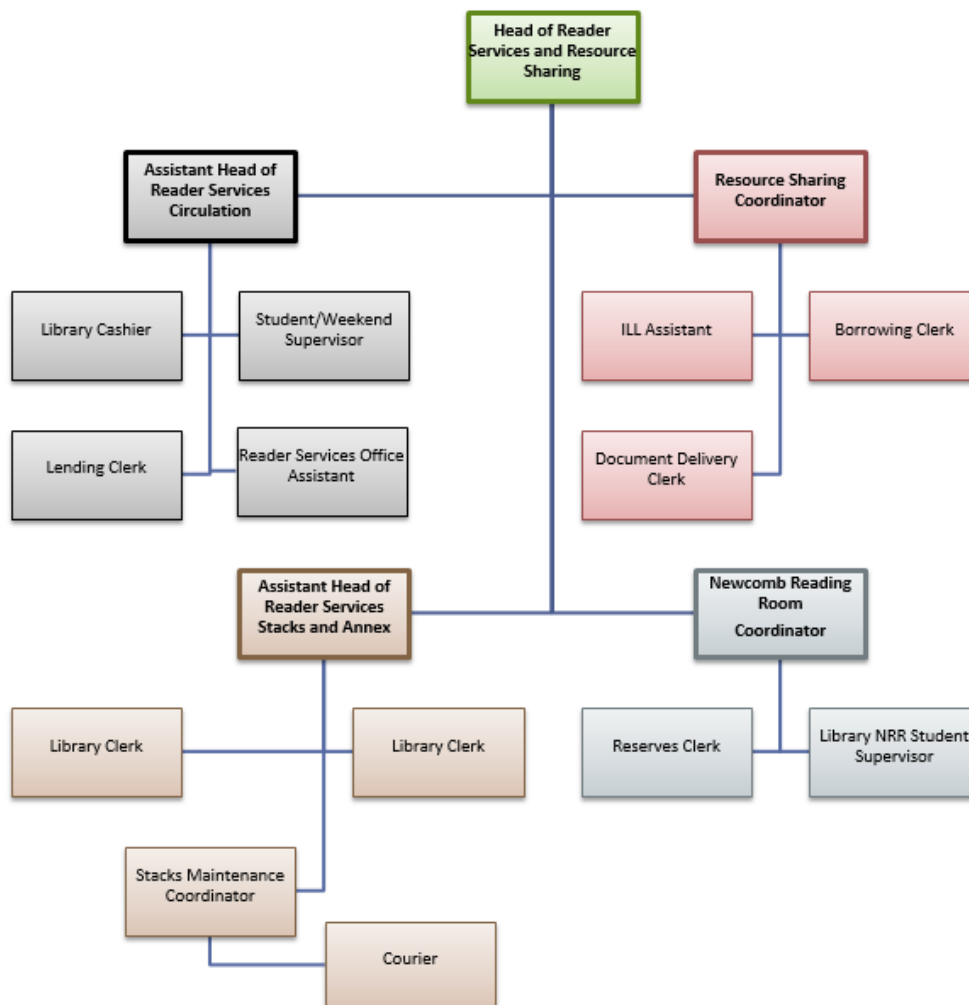 Head of Reader
Services and Resource
Sharing
Assistant Head of
Reader Services
Circulation
Resource Sharing
Coordinator
Library Cashier
Student/Weekend
Supervisor
ILL Assistant
Borrowing Clerk
Lending Clerk
Reader Services Office
Assistant
Document Delivery
Clerk
Assistant Head of
Reader Services
Stacks and Annex
Newcomb Reading
Room
Coordinator
Library Clerk
Library Clerk
Reserves Clerk
Library NRR Student
Supervisor
Stacks Maintenance
Coordinator
Courier